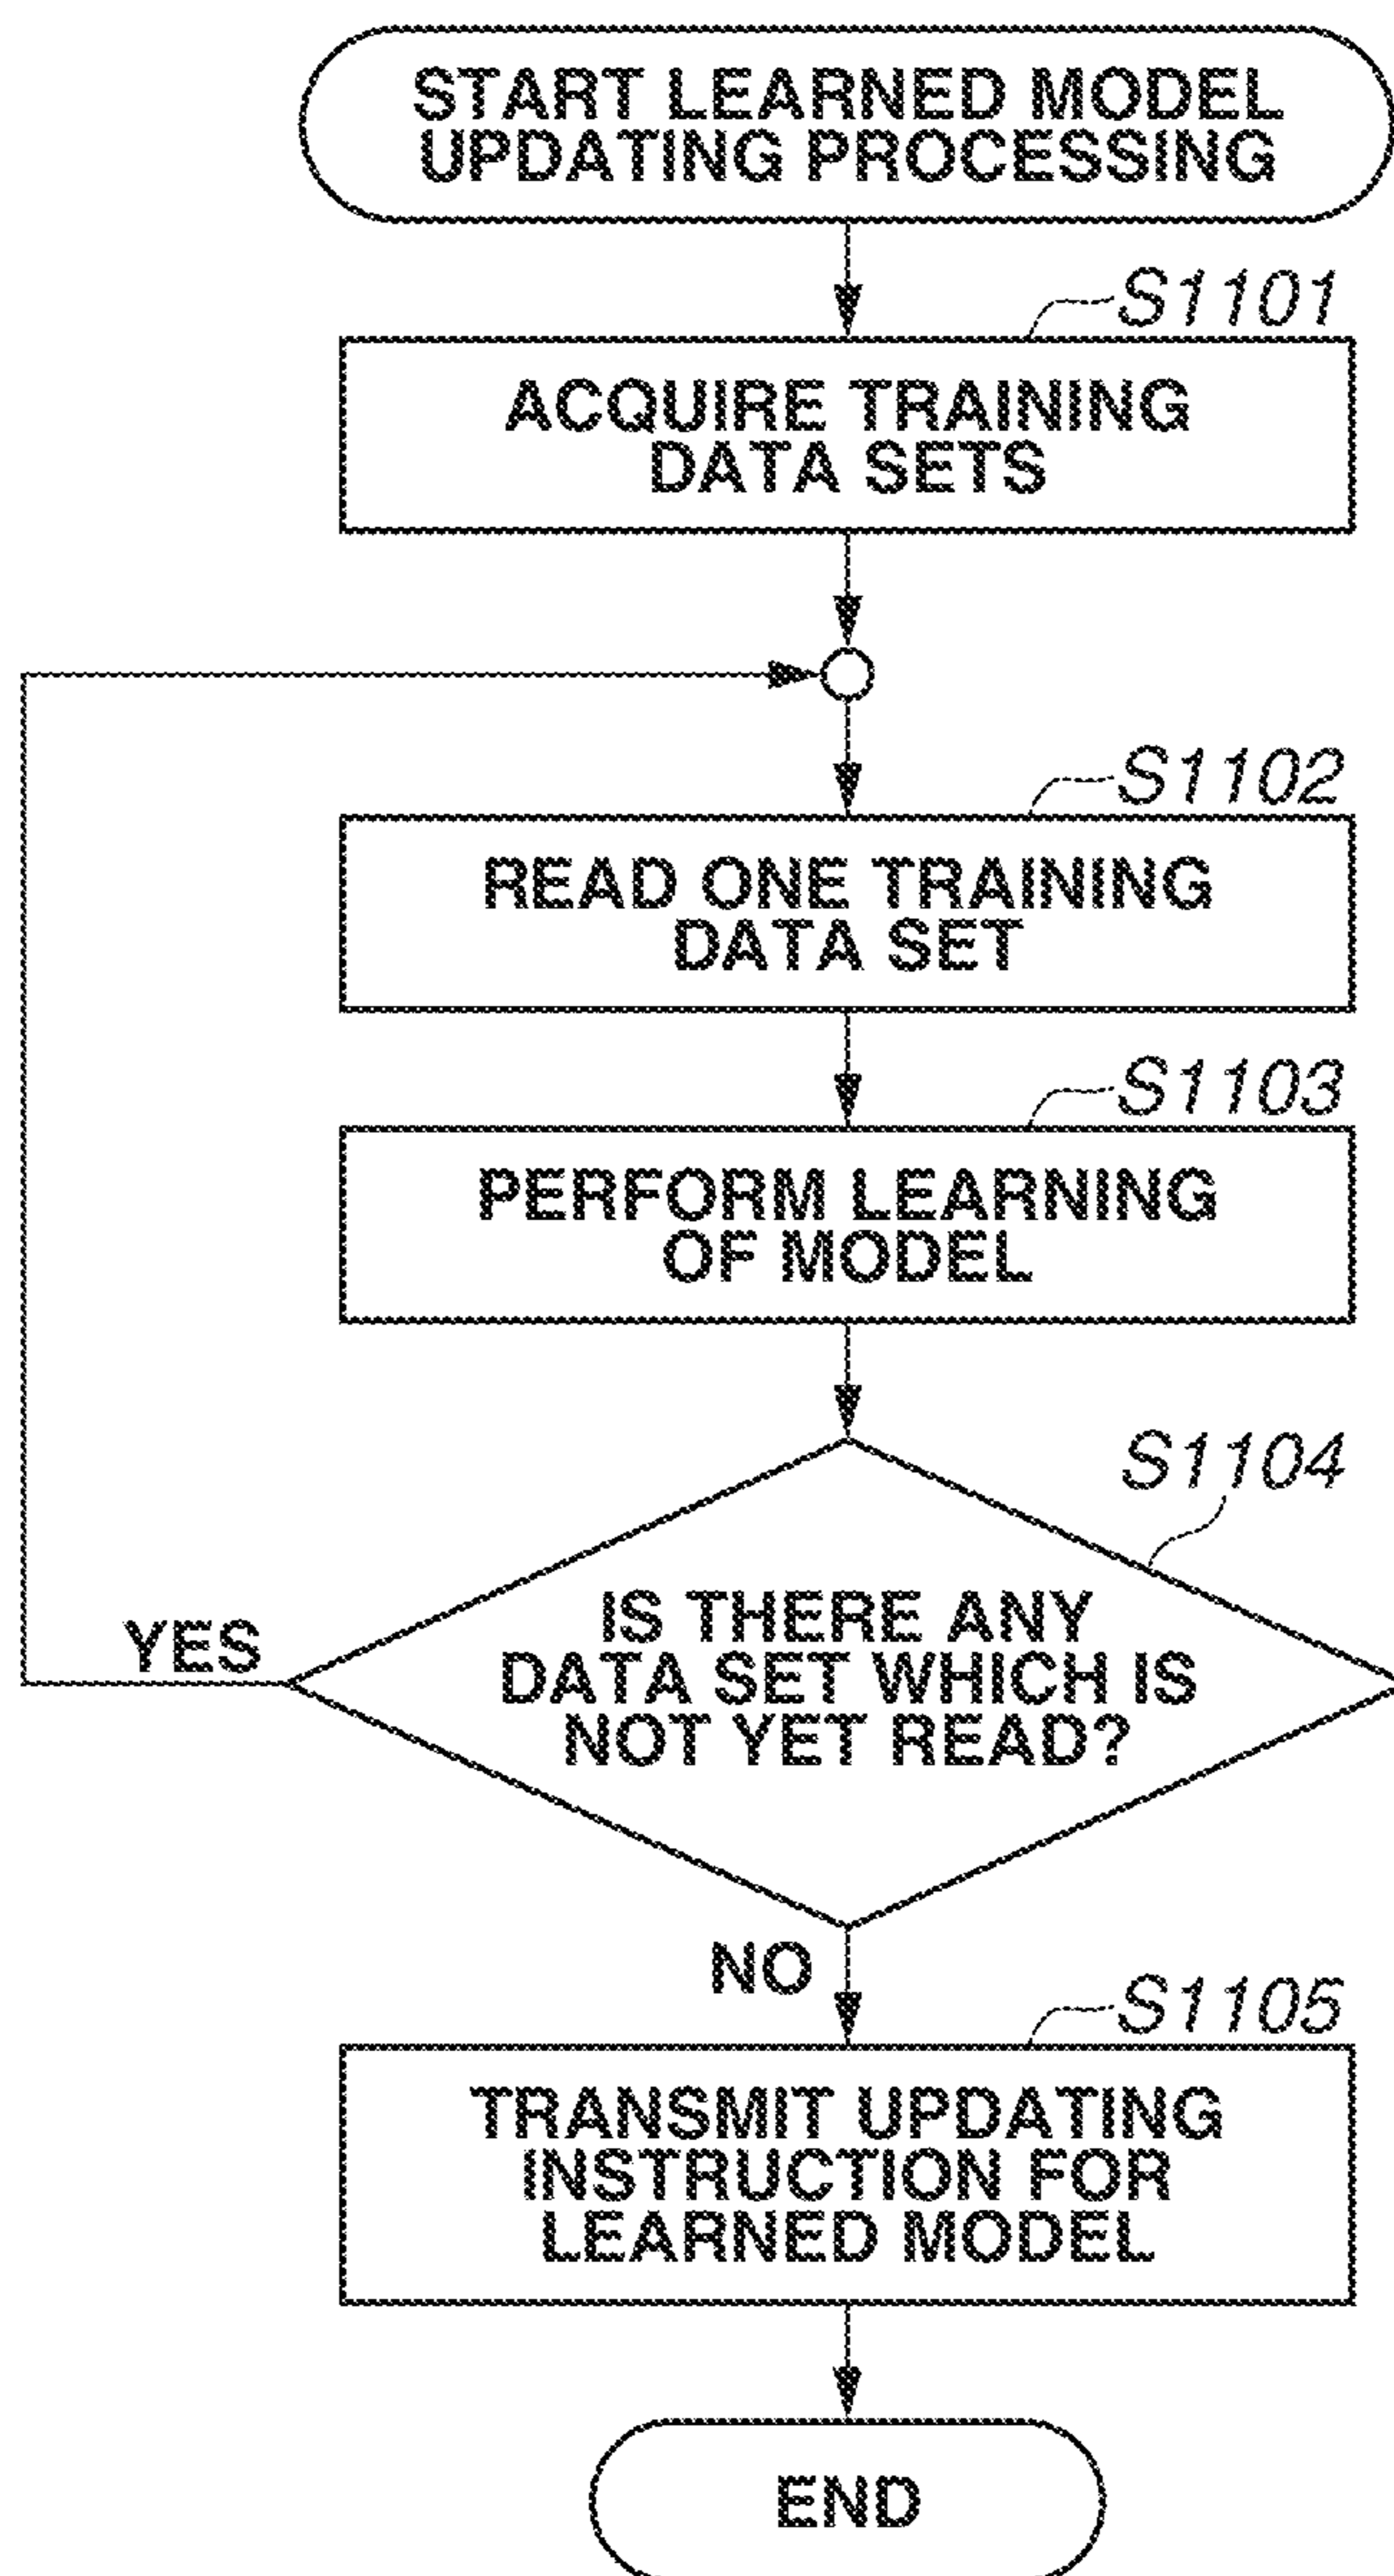 START LEARNED MODEL
UPDATING PROCESSING
S1101
ACQUIRE TRAINING
DATA SETS
S1102
READ ONE TRAINING
DATA SET
S1103
PERFORM LEARNING
OF MODEL
S1104
IS THERE ANY
DATA SET WHICH IS
NOT YET READ?
YES
NO
S1105
TRANSMIT UPDATING
INSTRUCTION FOR
LEARNED MODEL
END